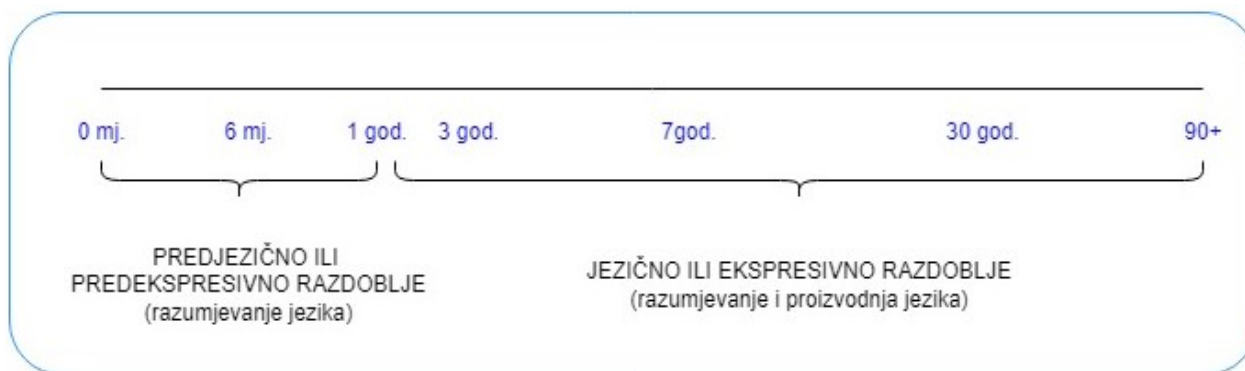 0 mj. 6 mj. 1 god. 3 god. 7god. 30 god. 90+
PREDJEZIČNO ILI
PREDEKSPRESIVNO RAZDOBLJE
(razumjevanje jezika)
JEZIČNO ILI EKSPRESIVNO RAZDOBLJE
(razumjevanje i proizvodnja jezika)